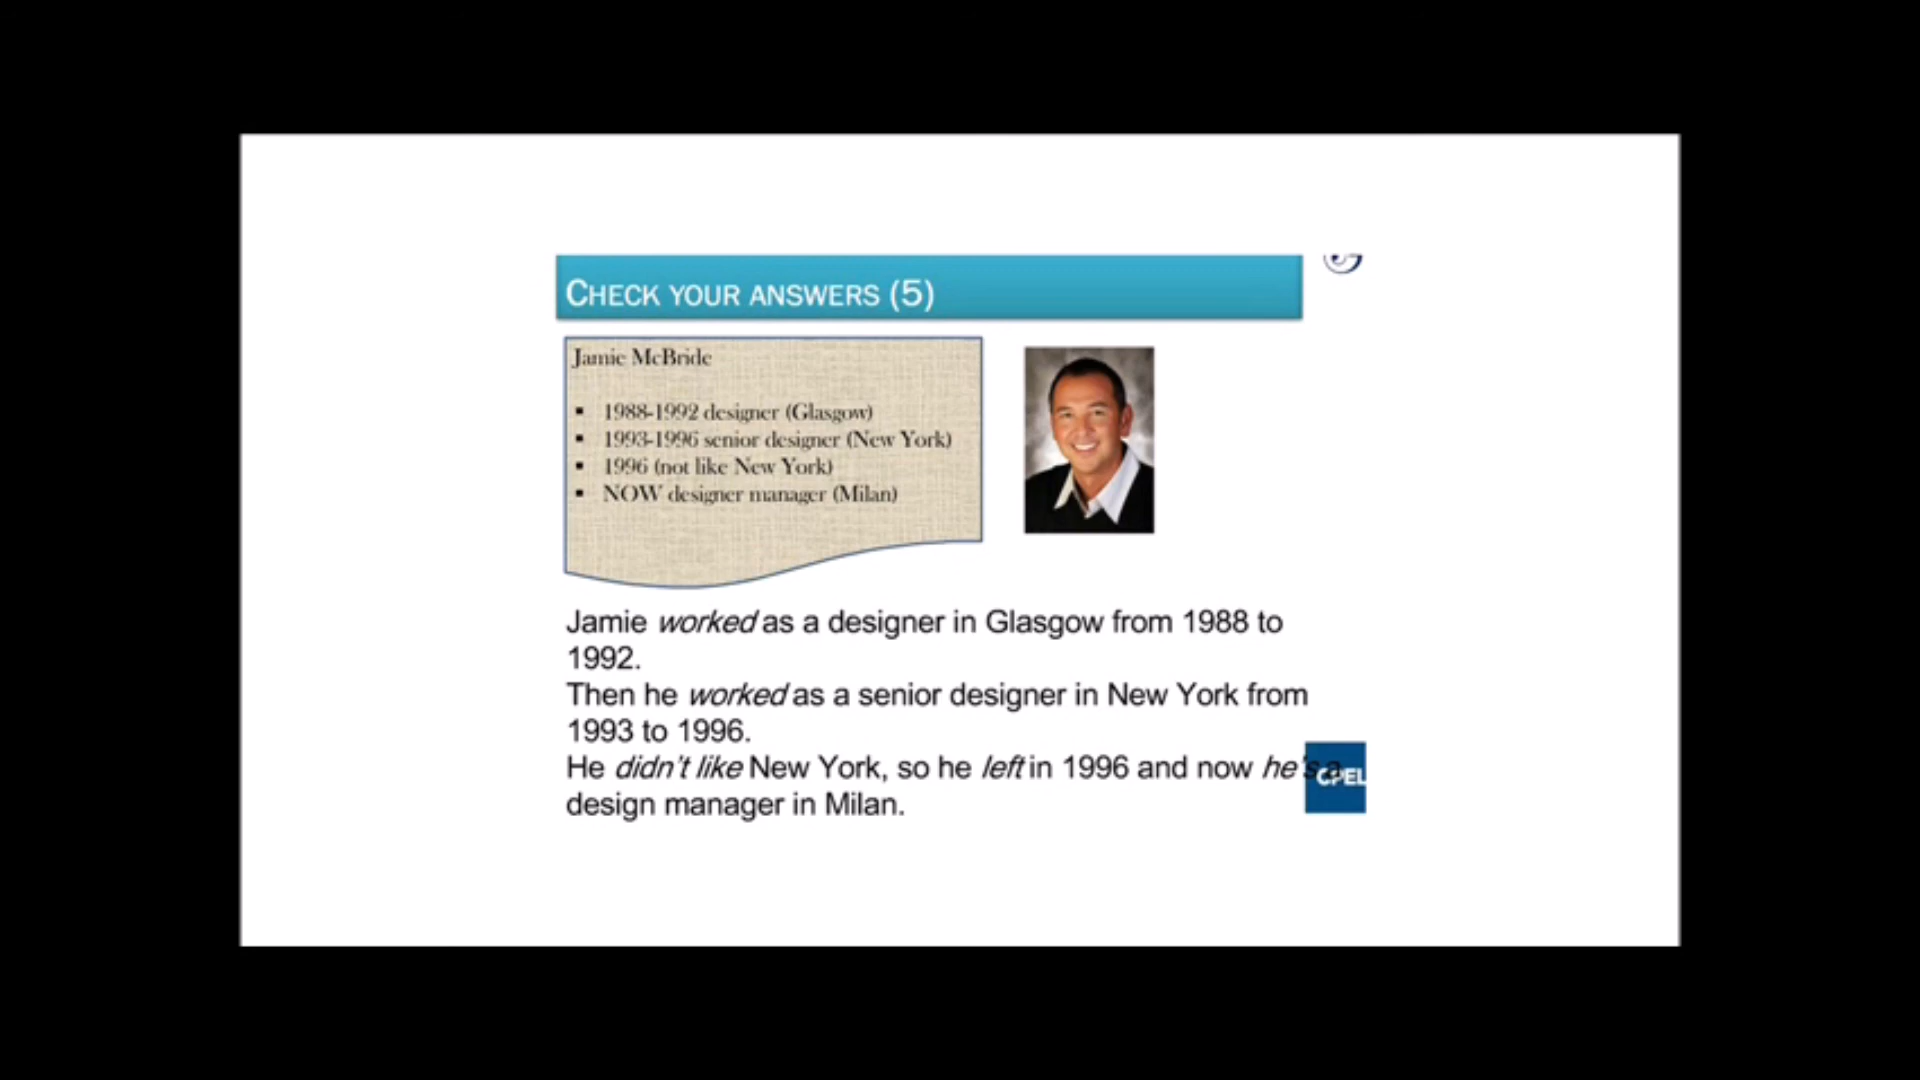 CHECK YOUR ANSWERS (5)
Jamie McBride
▪ 1988-1992 designer (Glasgow)
▪ 1993-1996 senior designer (New York)
▪ 1996 (not like New York)
▪ NOW designer manager (Milan)
Jamie worked as a designer in Glasgow from 1988 to
1992.
Then he worked as a senior designer in New York from
1993 to 1996.
He didn't like New York, so he left in 1996 and now he's a
design manager in Milan.
CPEL